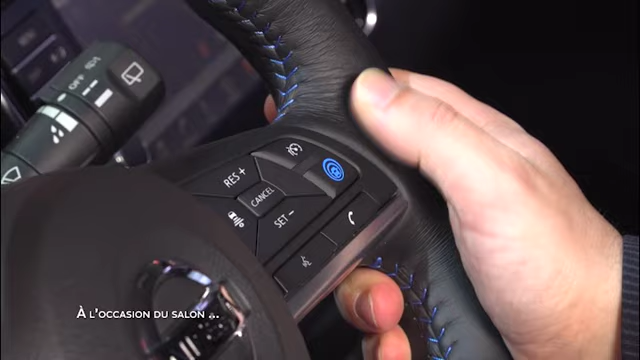 OFF
RES +
CANCEL
SET −
À L'OCCASION DU SALON ...